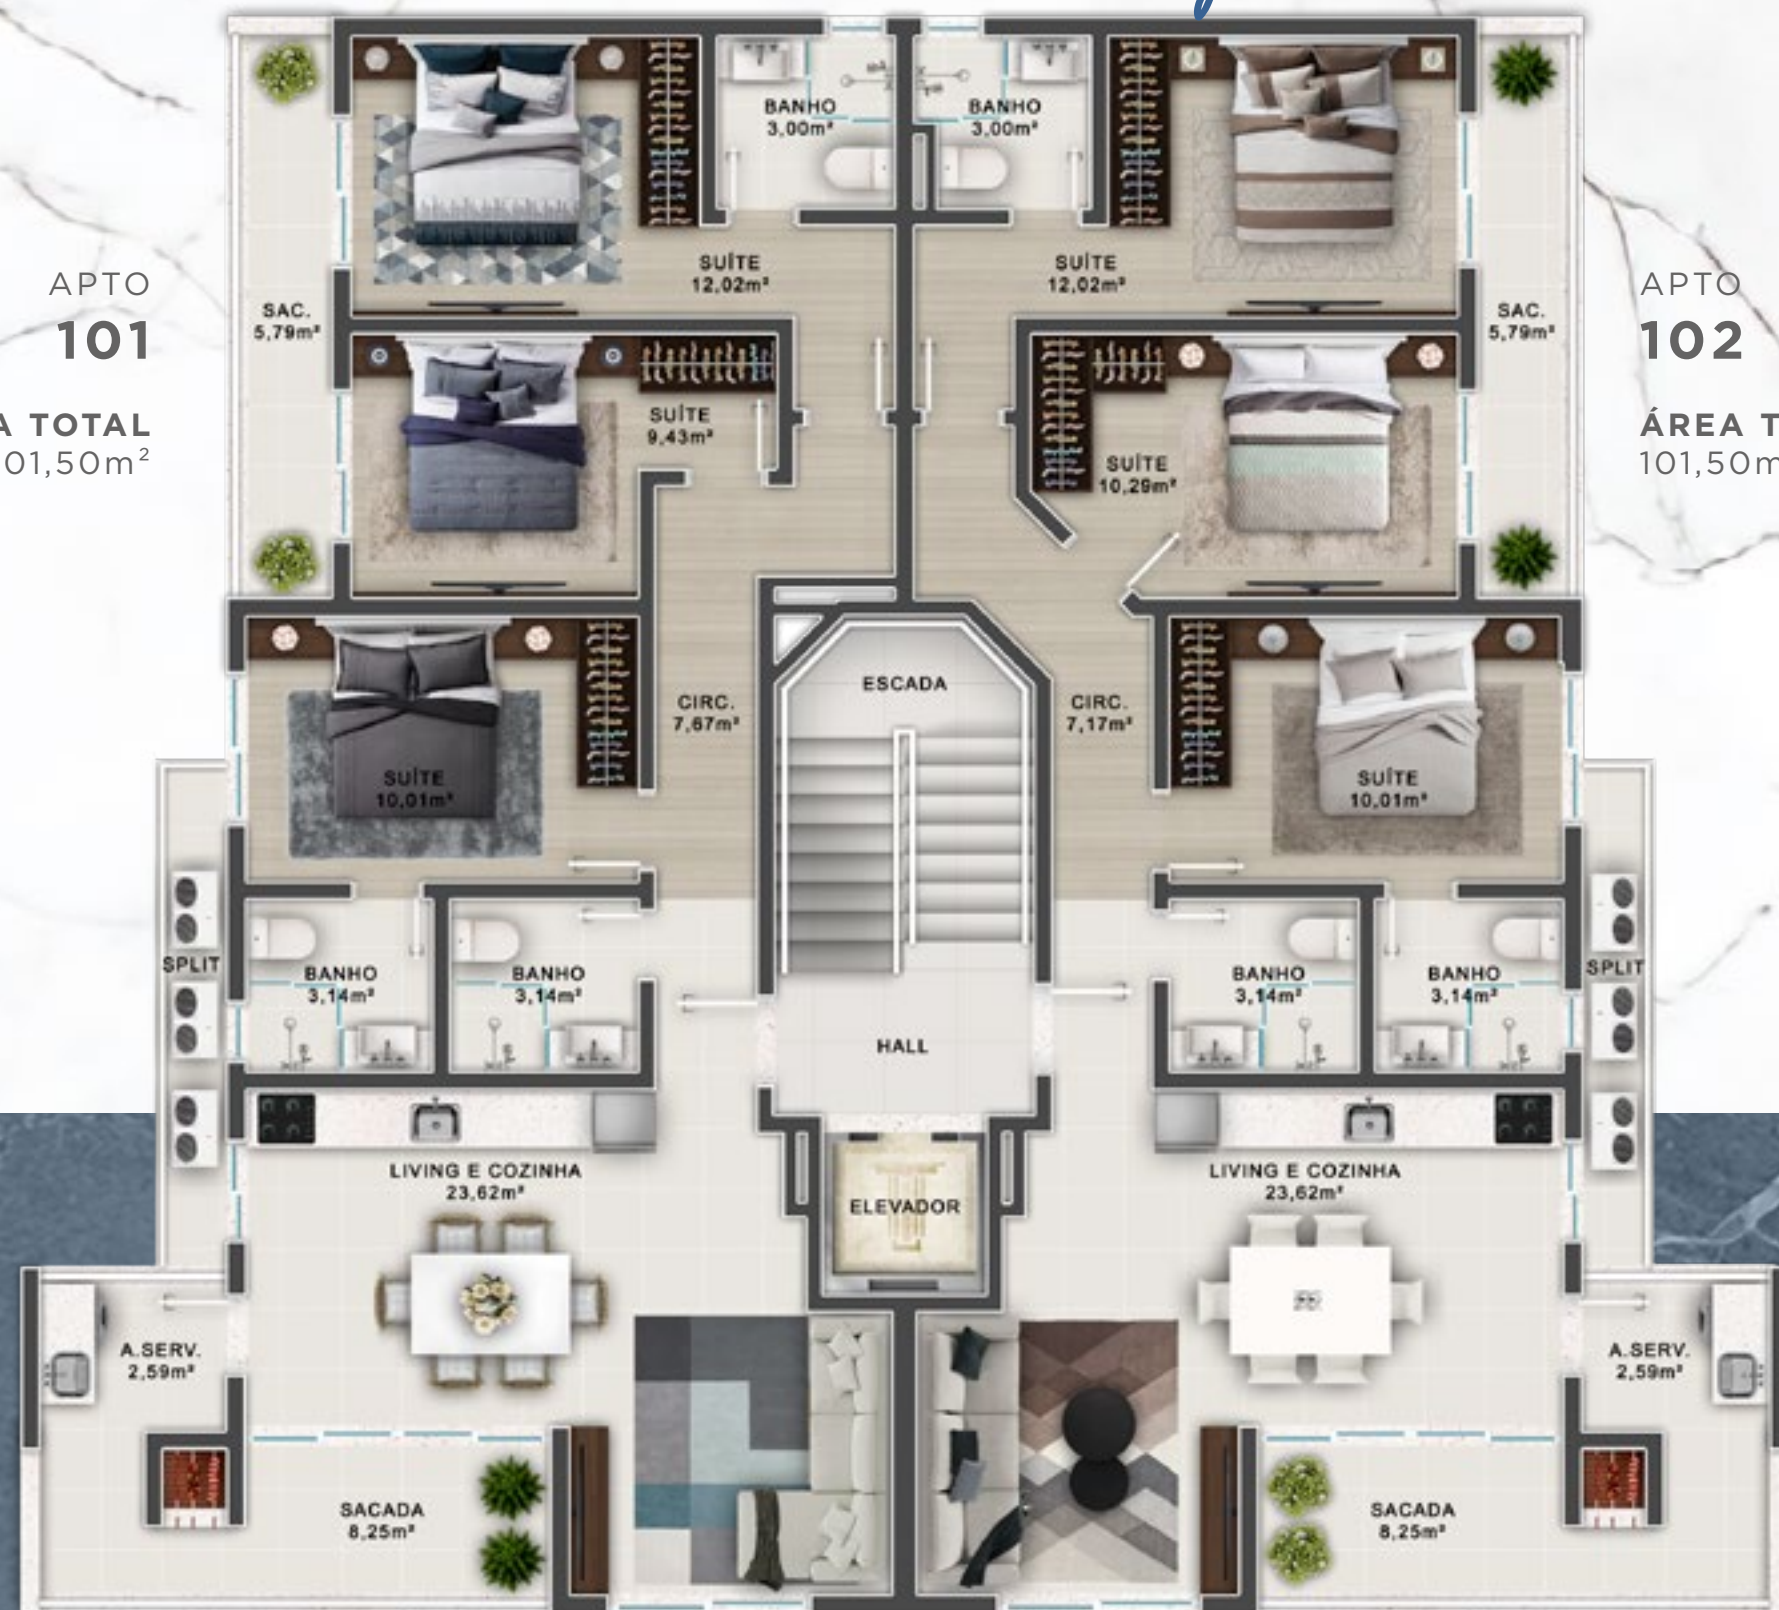 BANHO
3,00m²
BANHO
3,00m²
SUÍTE
12,02m²
SUÍTE
12,02m²
APTO
101
A TOTAL
01,50m²
SAC.
5,79m²
SAC.
5,79m²
APTO
102
ÁREA T
101,50m
SUÍTE
9,43m²
SUÍTE
10,29m²
ESCADA
CIRC.
7,67m²
CIRC.
7,17m²
SUÍTE
10,01m²
SUÍTE
10,01m²
SPLIT
BANHO
3,14m²
BANHO
3,14m²
BANHO
3,14m²
BANHO
3,14m²
SPLIT
HALL
LIVING E COZINHA
23,62m²
LIVING E COZINHA
23,62m²
ELEVADOR
A.SERV.
2,59m²
A.SERV.
2,59m²
SACADA
8,25m²
SACADA
8,25m²